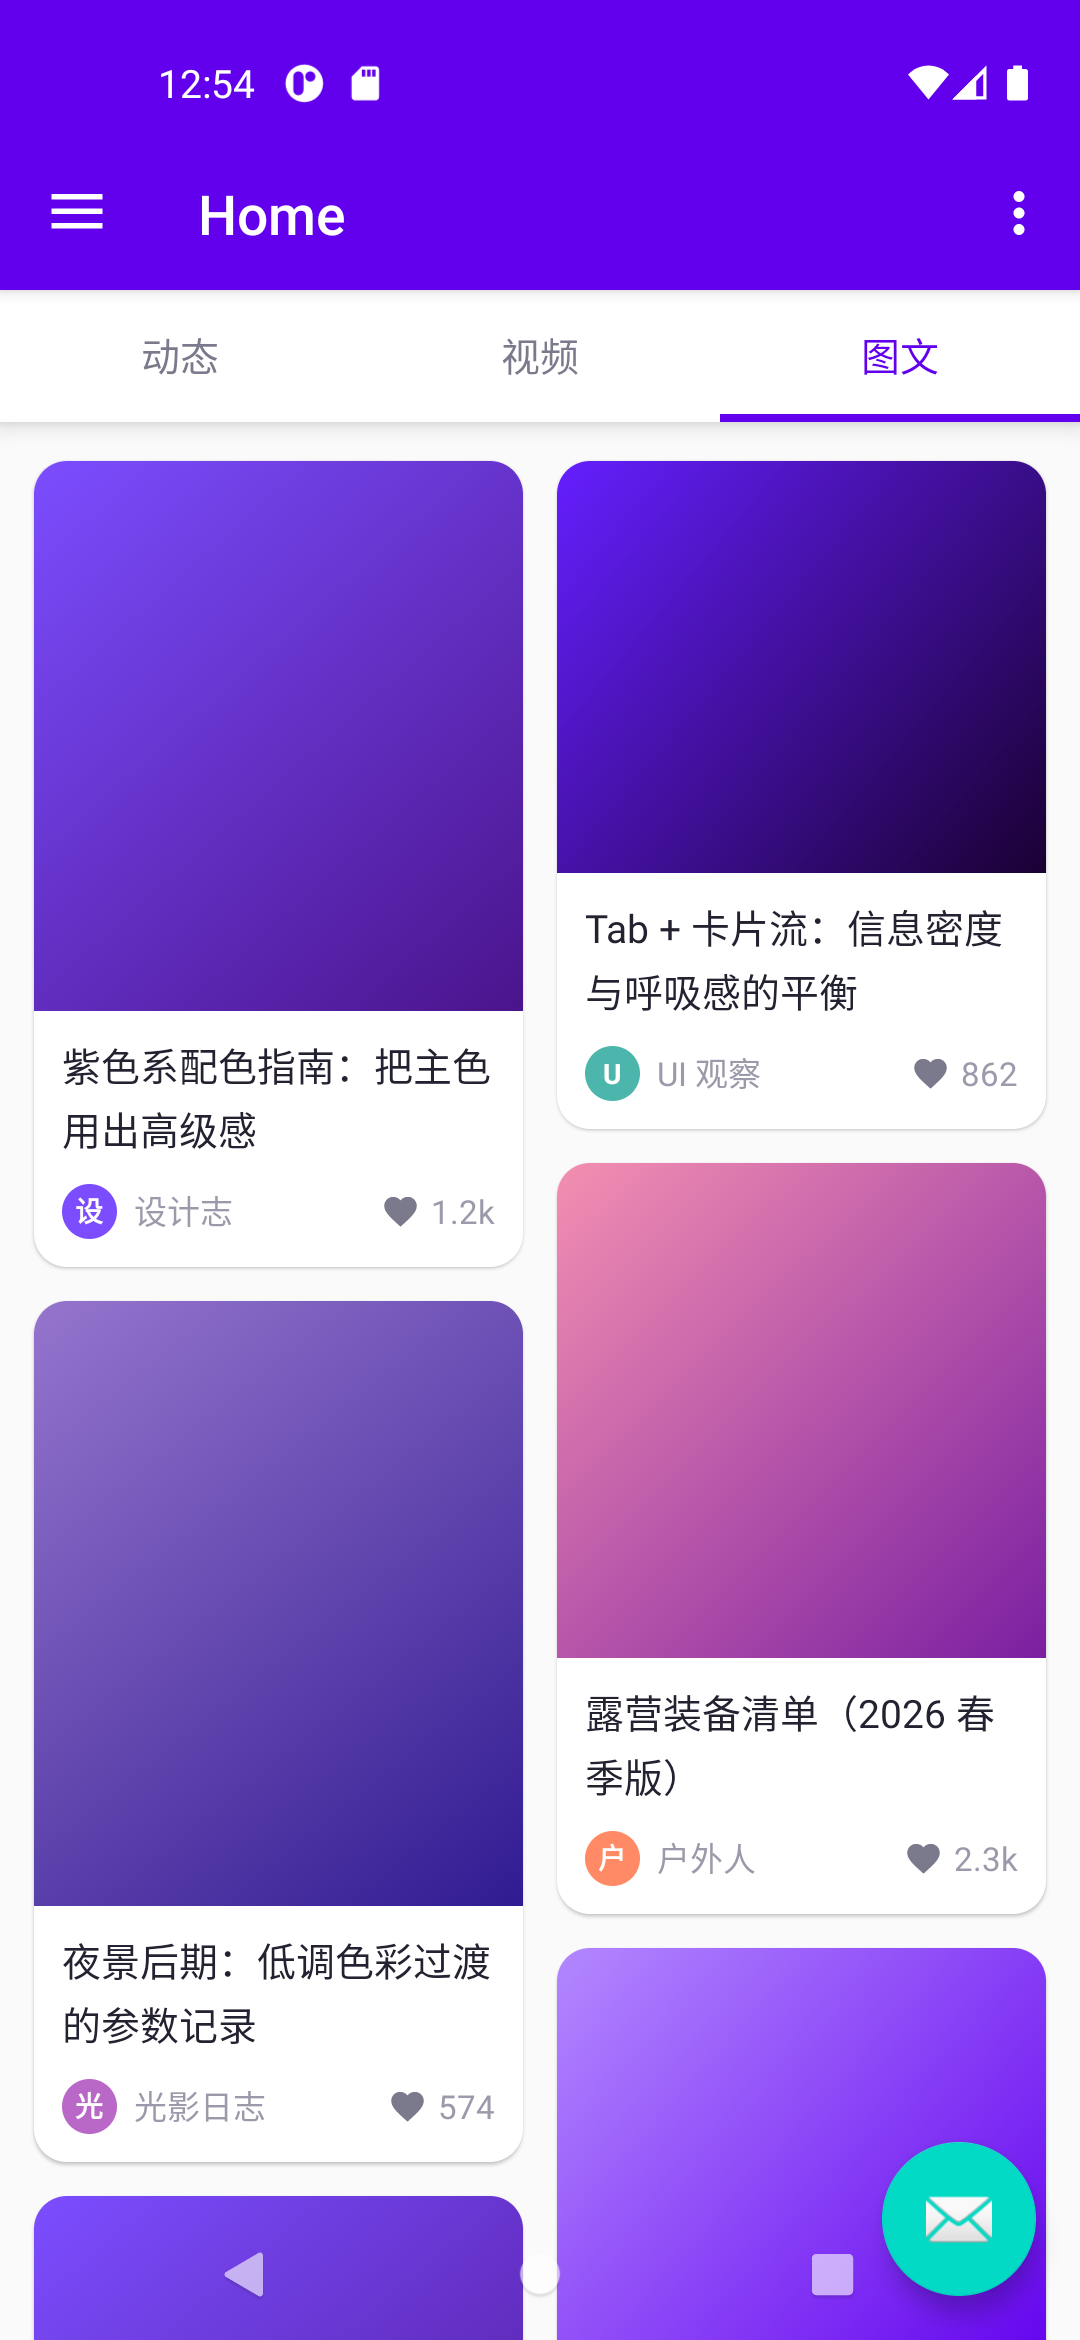 12:54
Home
动态
视频
图文
紫色系配色指南：把主色
用出高级感
设 设计志 1.2k
Tab + 卡片流：信息密度
与呼吸感的平衡
U UI 观察 862
夜景后期：低调色彩过渡
的参数记录
光 光影日志 574
露营装备清单（2026 春
季版）
户 户外人 2.3k